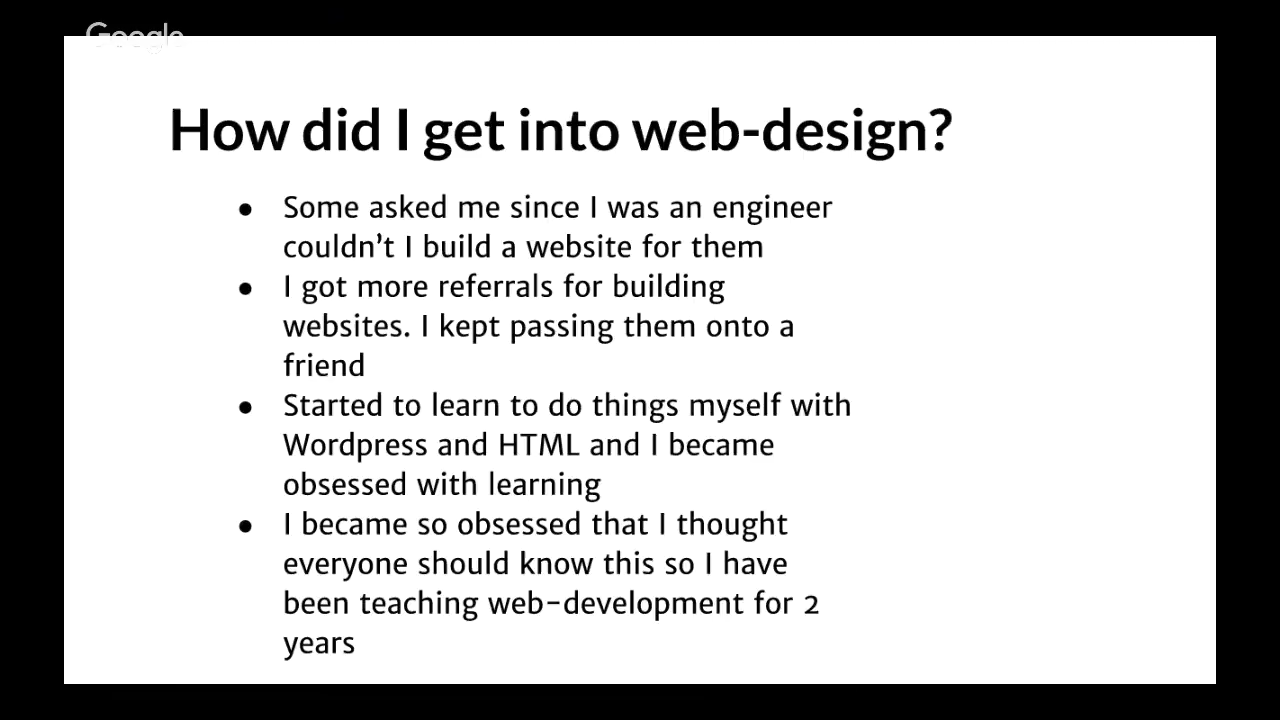 Google
How did I get into web-design?
● Some asked me since I was an engineer
couldn't I build a website for them
● I got more referrals for building
websites. I kept passing them onto a
friend
● Started to learn to do things myself with
Wordpress and HTML and I became
obsessed with learning
● I became so obsessed that I thought
everyone should know this so I have
been teaching web-development for 2
years